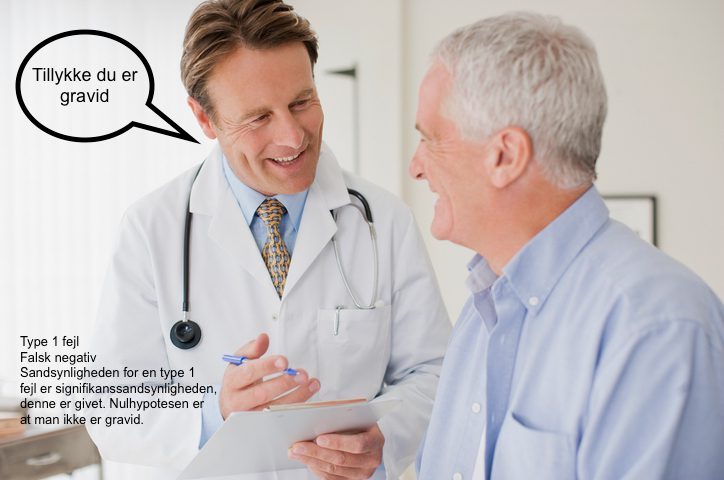 Tillykke du er
gravid
Type 1 fejl
Falsk negativ
Sandsynligheden for en type 1
fejl er signifikanssandsynligheden,
denne er givet. Nulhypotesen er
at man ikke er gravid.